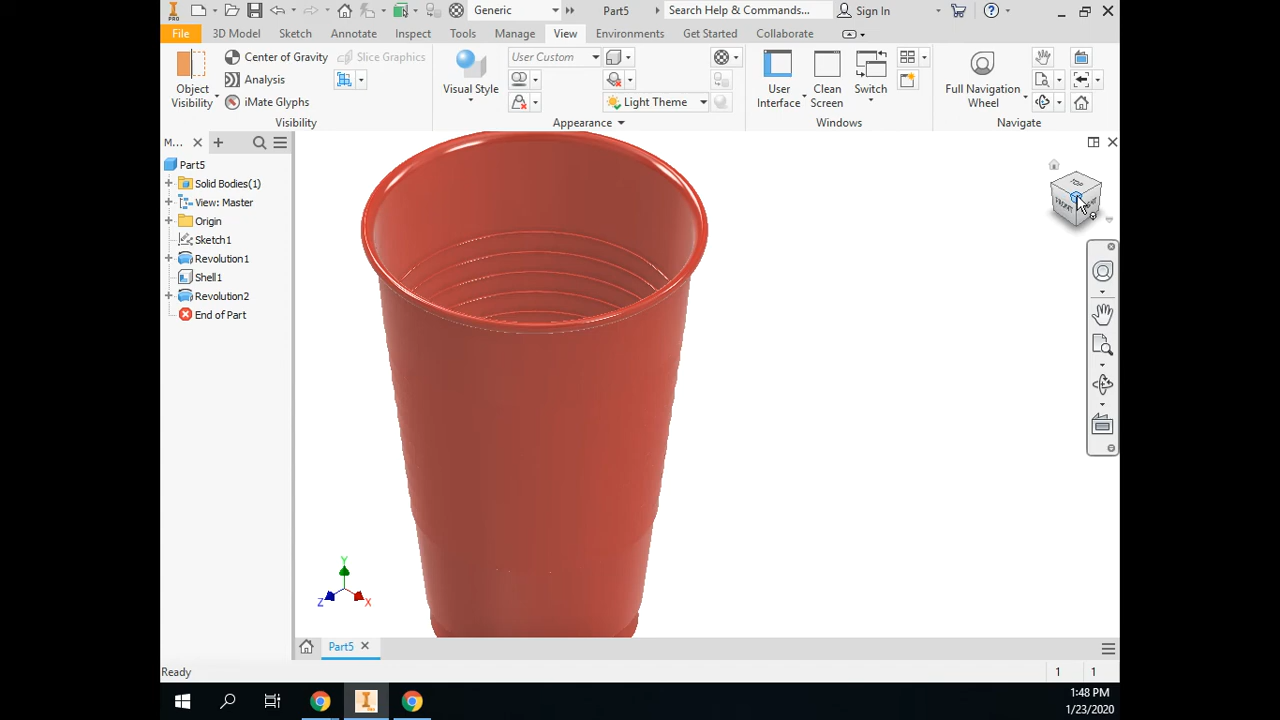 PRO
Generic
Part5
Search Help & Commands...
Sign In
File
3D Model
Sketch
Annotate
Inspect
Tools
Manage
View
Environments
Get Started
Collaborate
Object Visibility
Center of Gravity
Slice Graphics
Analysis
iMate Glyphs
Visibility
Visual Style
User Custom
Light Theme
Appearance
User Interface
Clean Screen
Switch
Windows
Full Navigation Wheel
Navigate
M...
Part5
Solid Bodies(1)
View: Master
Origin
Sketch1
Revolution1
Shell1
Revolution2
End of Part
TOP
FRONT
Y
Z
X
Part5
Ready
1
1
1:48 PM
1/23/2020